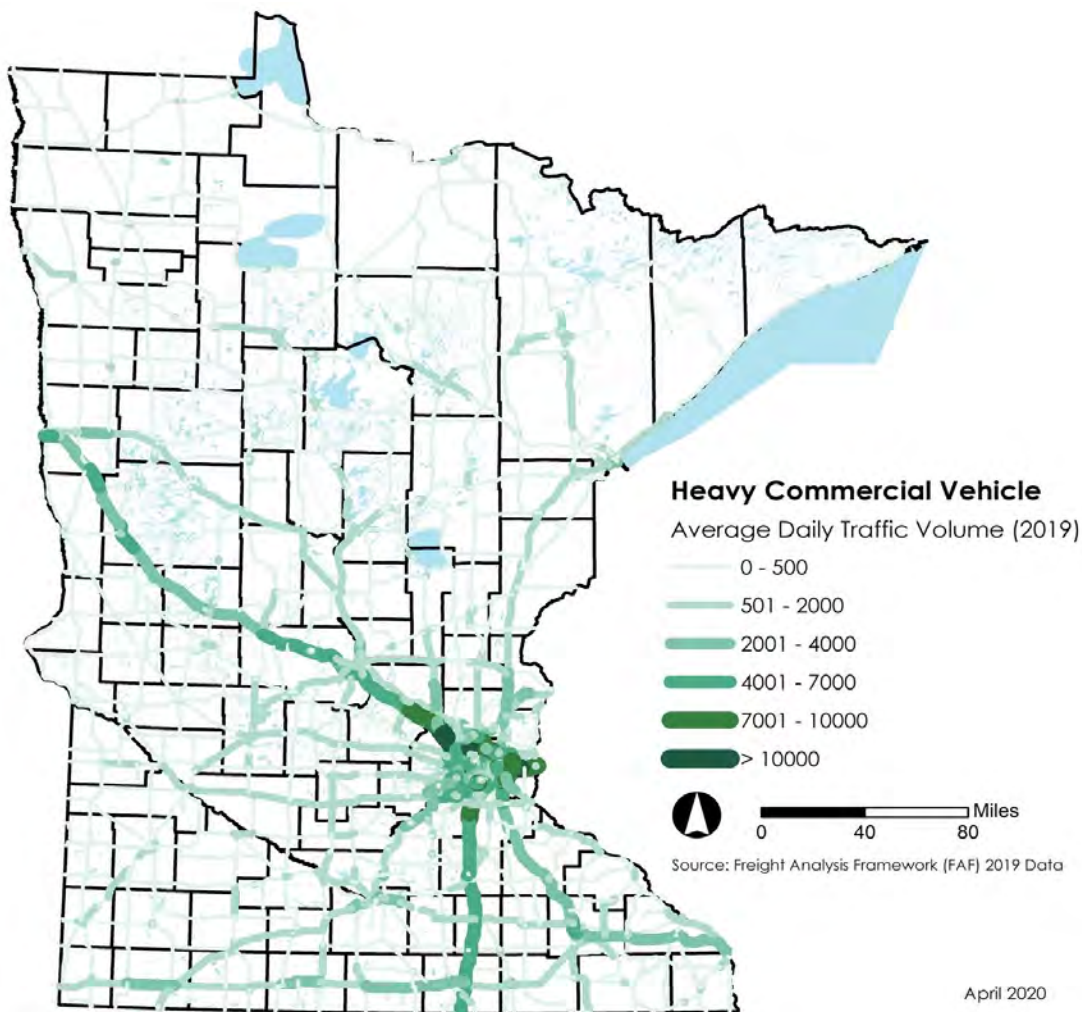 Heavy Commercial Vehicle
Average Daily Traffic Volume (2019)
0 - 500
501 - 2000
2001 - 4000
4001 - 7000
7001 - 10000
> 10000
Miles
0 40 80
Source: Freight Analysis Framework (FAF) 2019 Data
April 2020